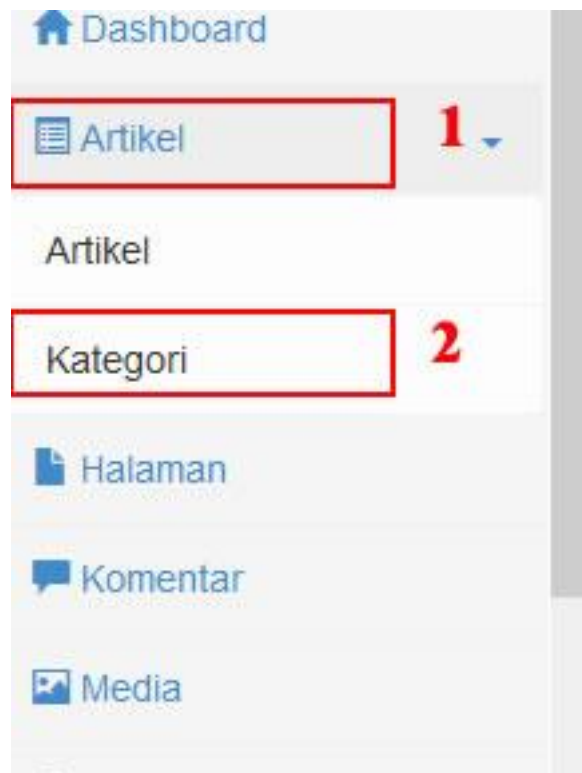 Dashboard
Artikel 1
Artikel
Kategori 2
Halaman
Komentar
Media